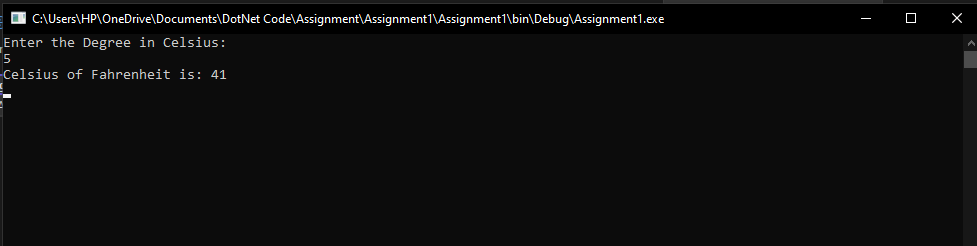 C:\Users\HP\OneDrive\Documents\DotNet Code\Assignment\Assignment1\Assignment1\bin\Debug\Assignment1.exe
Enter the Degree in Celsius:
5
Celsius of Fahrenheit is: 41